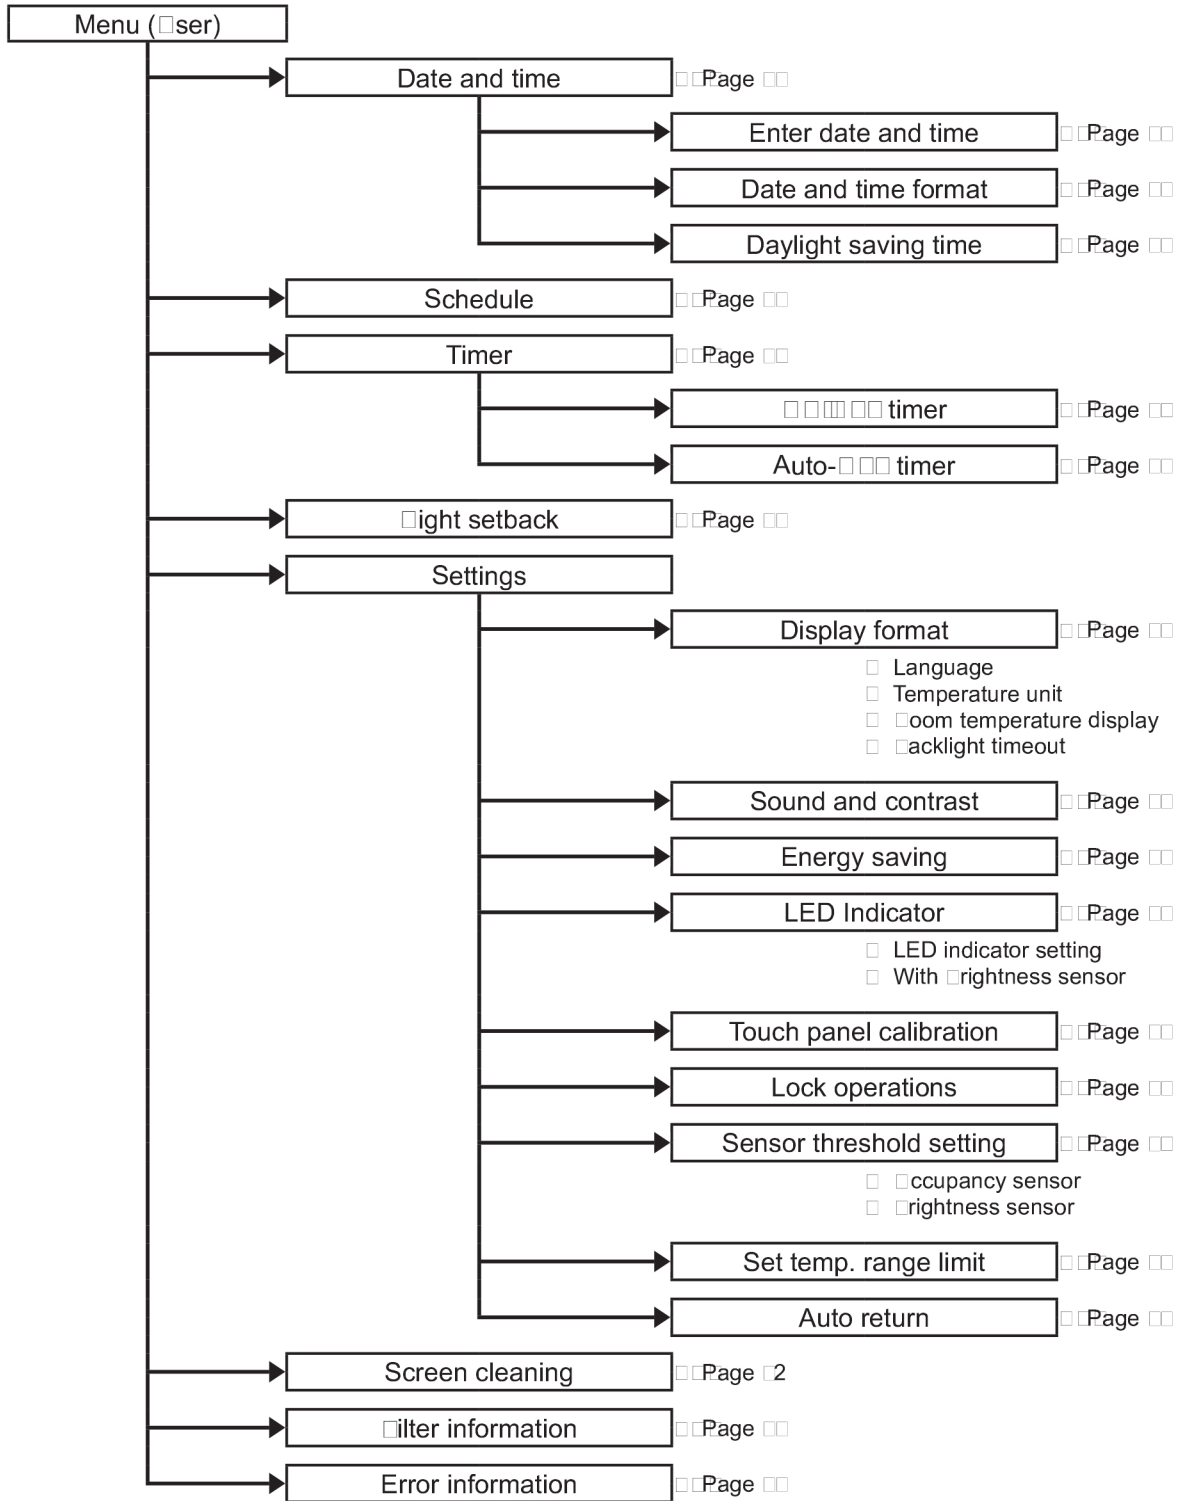 Menu (□ser)
Date and time Page
Enter date and time Page
Date and time format Page
Daylight saving time Page
Schedule Page
Timer Page
timer Page
Auto-□□□ timer Page
□ight setback Page
Settings
Display format Page
Language
Temperature unit
□oom temperature display
□acklight timeout
Sound and contrast Page
Energy saving Page
LED Indicator Page
LED indicator setting
With □rightness sensor
Touch panel calibration Page
Lock operations Page
Sensor threshold setting Page
□ccupancy sensor
□rightness sensor
Set temp. range limit Page
Auto return Page
Screen cleaning Page □2
□ilter information Page
Error information Page